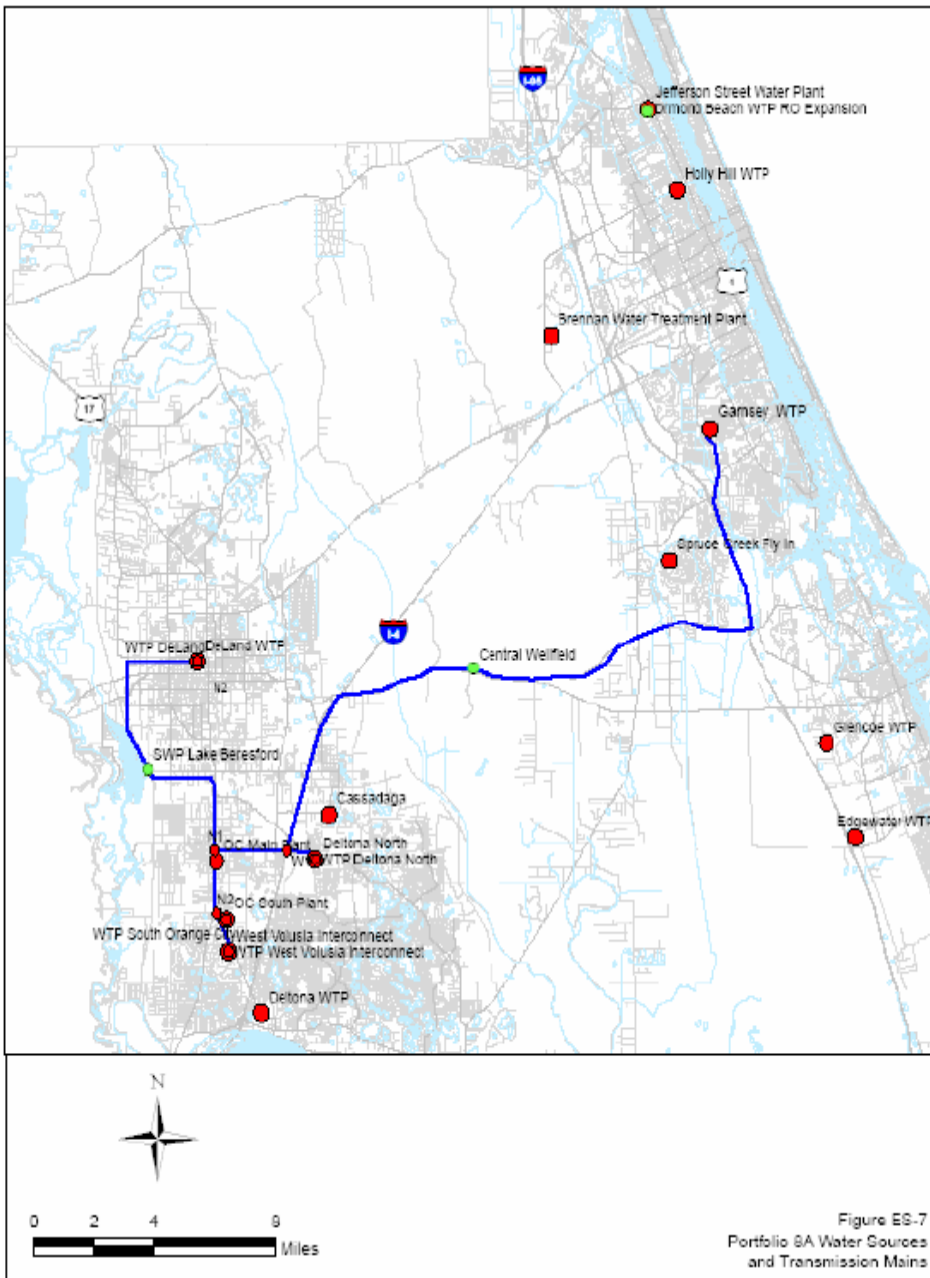 I-95
Jefferson Street Water Plant
Ormond Beach WTP RO Expansion
Holly Hill WTP
1
Brennan Water Treatment Plant
17
Garnsey WTP
Spruce Creek Fly In
WTP DeLand
DeLand WTP
N2
Central Wellfield
SWP Lake Beresford
Glencoe WTP
Cassadaga
Edgewater WTP
N1
OC Main Plant
Deltona North
WTP Deltona North
N2
OC South Plant
WTP South Orange City
West Volusia Interconnect
WTP West Volusia Interconnect
Deltona WTP
N
0 2 4 8
Miles
Figure ES-7
Portfolio 8A Water Sources
and Transmission Mains